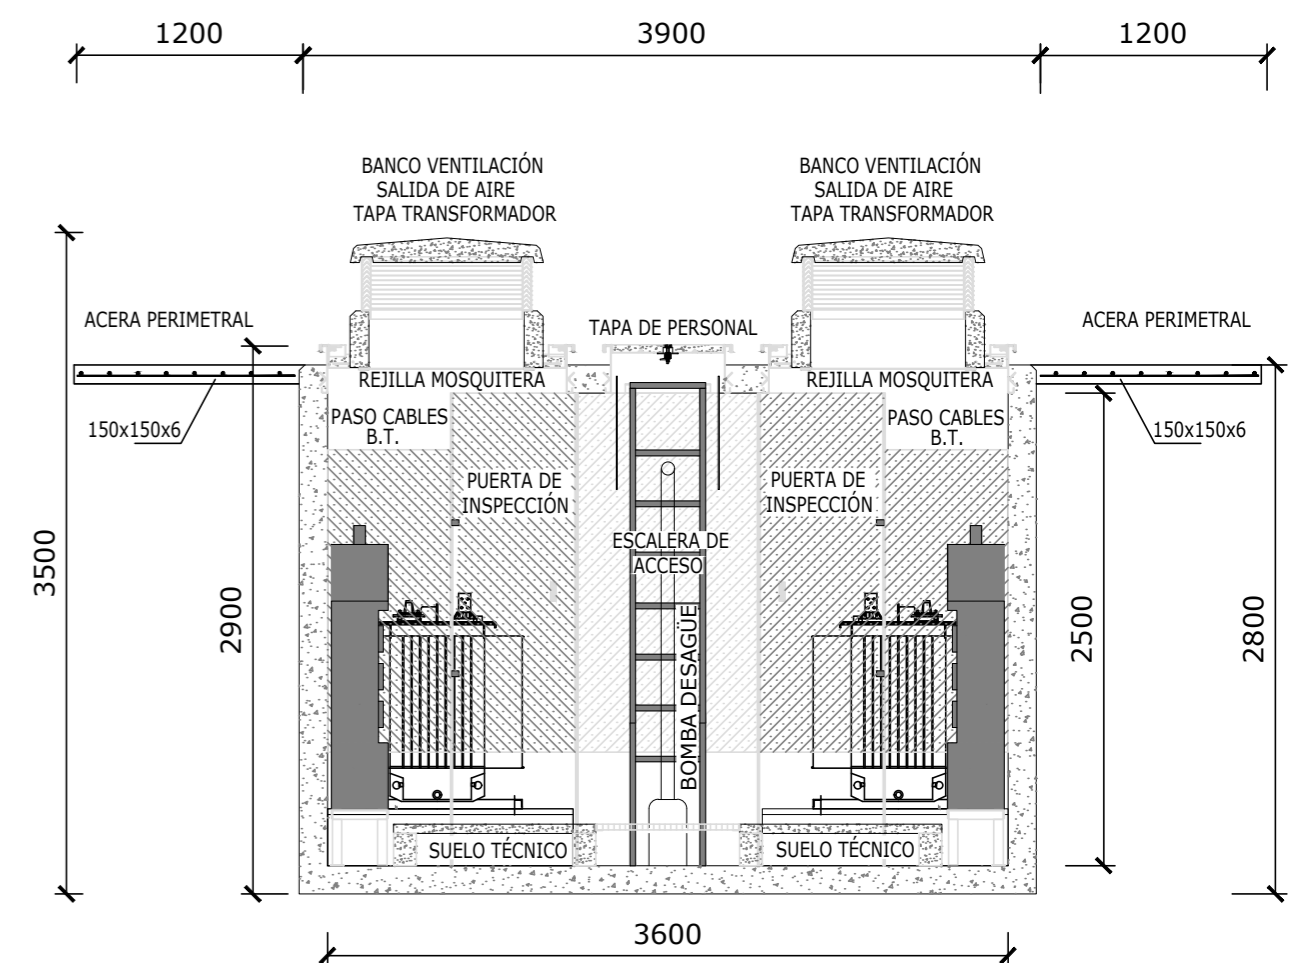 1200
3900
1200
BANCO VENTILACIÓN
SALIDA DE AIRE
TAPA TRANSFORMADOR
BANCO VENTILACIÓN
SALIDA DE AIRE
TAPA TRANSFORMADOR
ACERA PERIMETRAL
TAPA DE PERSONAL
ACERA PERIMETRAL
REJILLA MOSQUITERA
REJILLA MOSQUITERA
PASO CABLES
B.T.
PASO CABLES
B.T.
150x150x6
150x150x6
PUERTA DE
INSPECCIÓN
PUERTA DE
INSPECCIÓN
ESCALERA DE
ACCESO
3500
2900
BOMBA DESAGÜE
2500
2800
SUELO TÉCNICO
SUELO TÉCNICO
3600